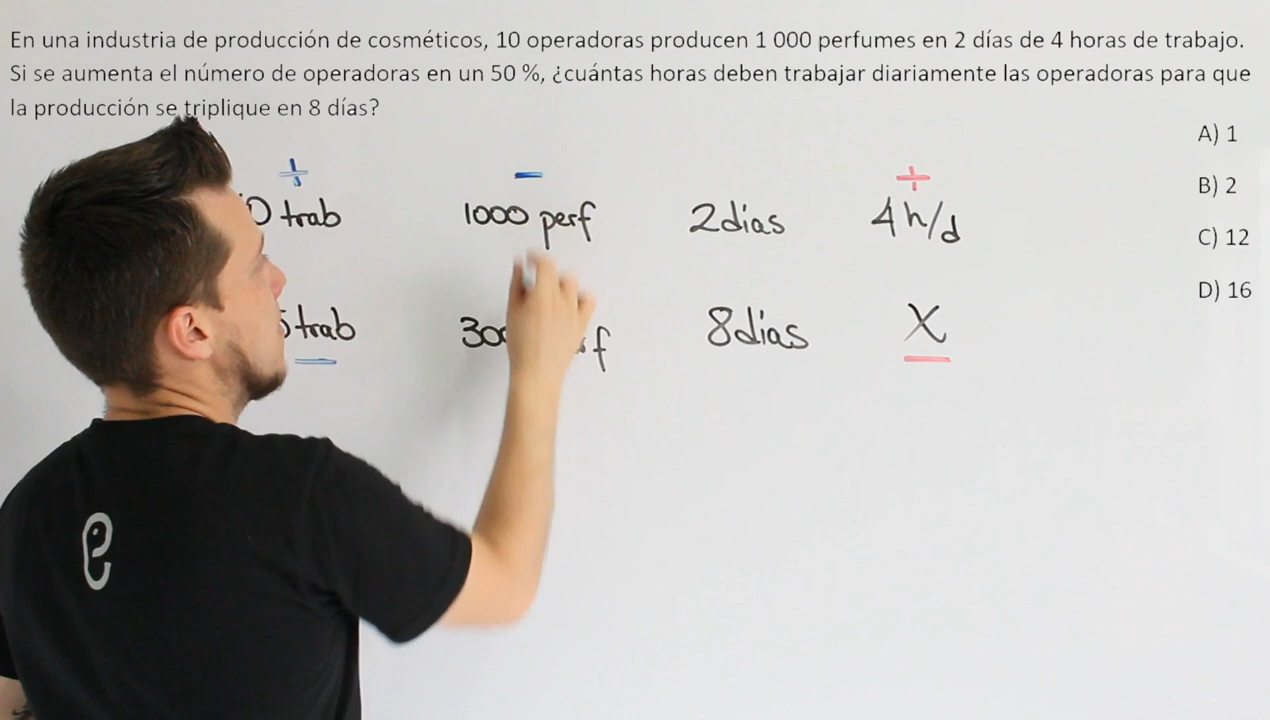 En una industria de producción de cosméticos, 10 operadoras producen 1 000 perfumes en 2 días de 4 horas de trabajo.
Si se aumenta el número de operadoras en un 50 %, ¿cuántas horas deben trabajar diariamente las operadoras para que
la producción se triplique en 8 días?
A) 1
B) 2
C) 12
D) 16
+ − +
trab 1000 perf 2dias 4h/d
trab 8dias X